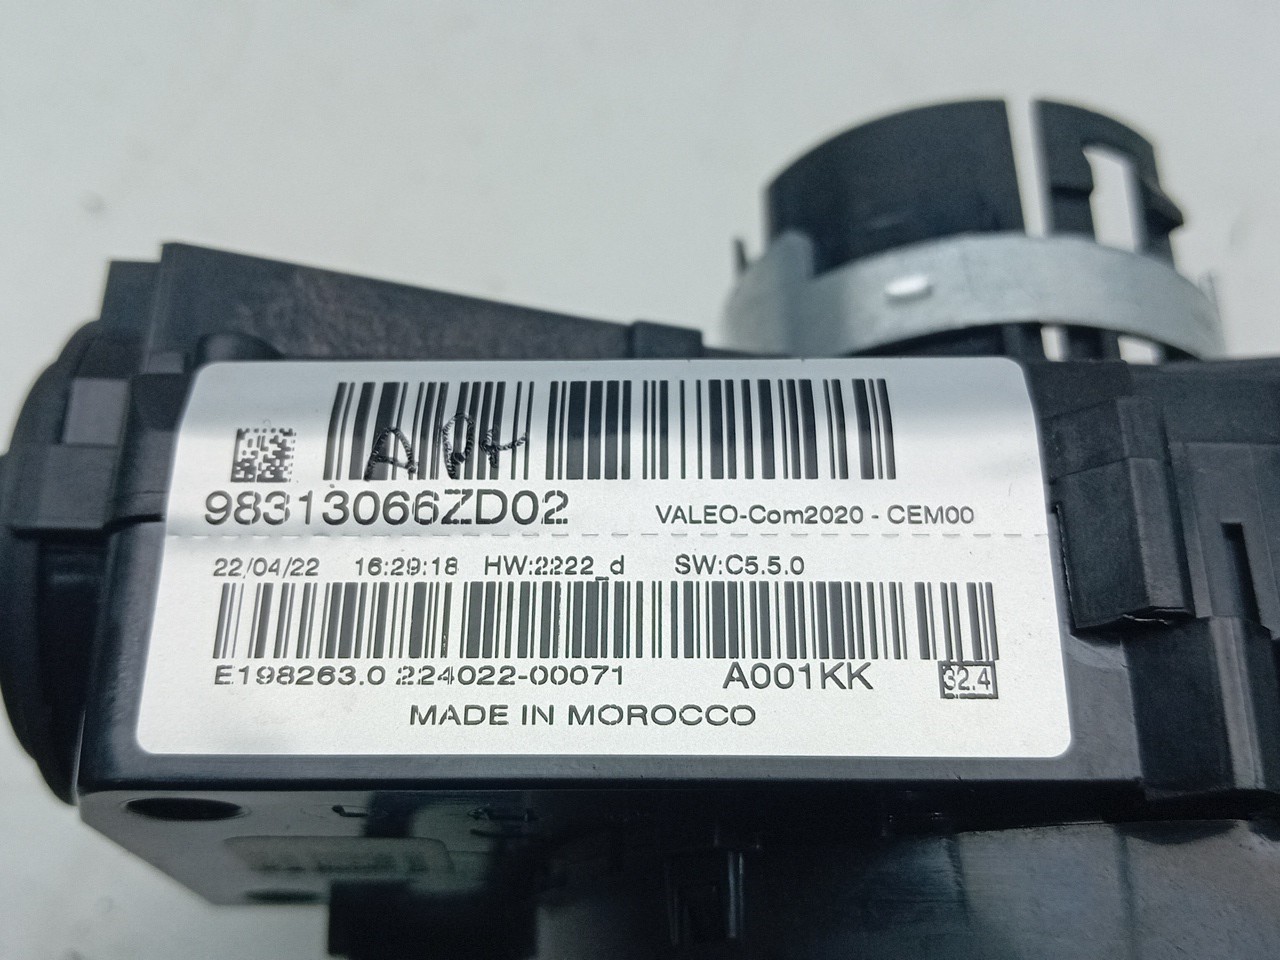 98313066ZD02 VALEO-Com2020 - CEM00
22/04/22 16:29:18 HW:2222_d SW:C5.5.0
E198263.0 224022-00071 A001KK 32.4
MADE IN MOROCCO